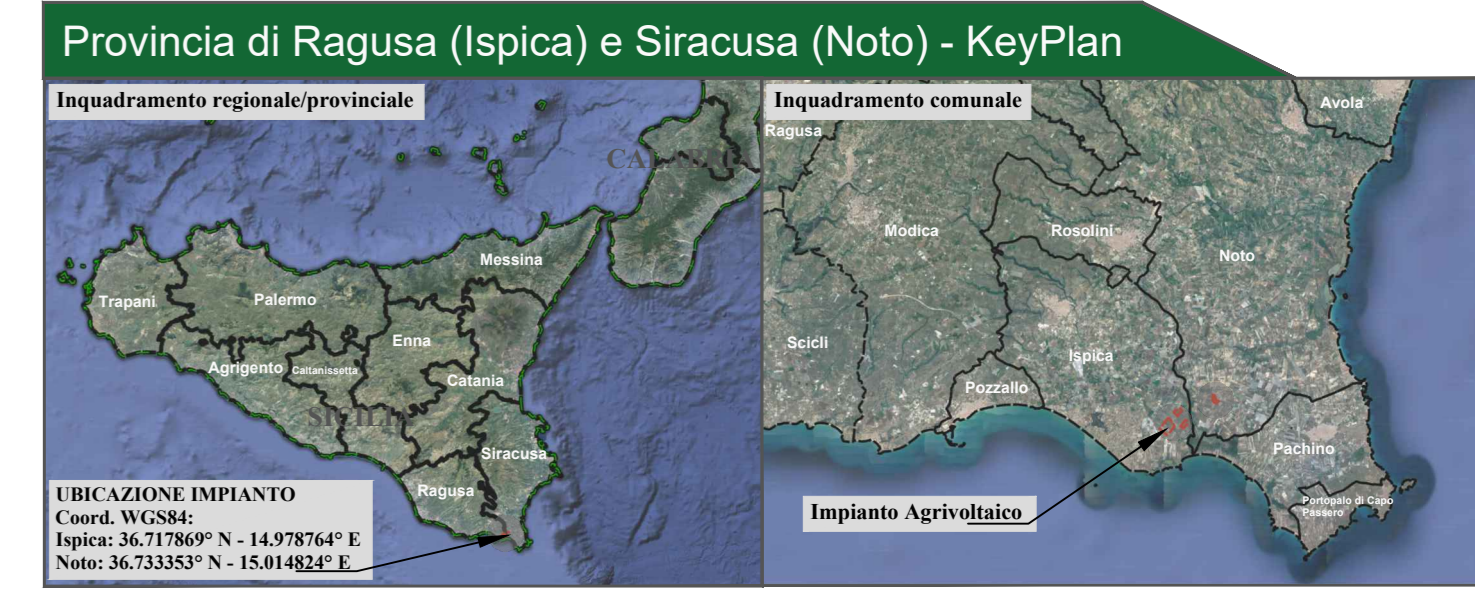 Provincia di Ragusa (Ispica) e Siracusa (Noto) - KeyPlan
Inquadramento regionale/provinciale
Messina
Trapani
Palermo
Enna
Agrigento
Caltanissetta
Catania
Siracusa
Ragusa
UBICAZIONE IMPIANTO
Coord. WGS84:
Ispica: 36.717869° N - 14.978764° E
Noto: 36.733353° N - 15.014824° E
Inquadramento comunale
Avola
Ragusa
Modica
Rosolini
Noto
Scicli
Ispica
Pozzallo
Pachino
Portopalo di Capo
Passero
Impianto Agrivoltaico